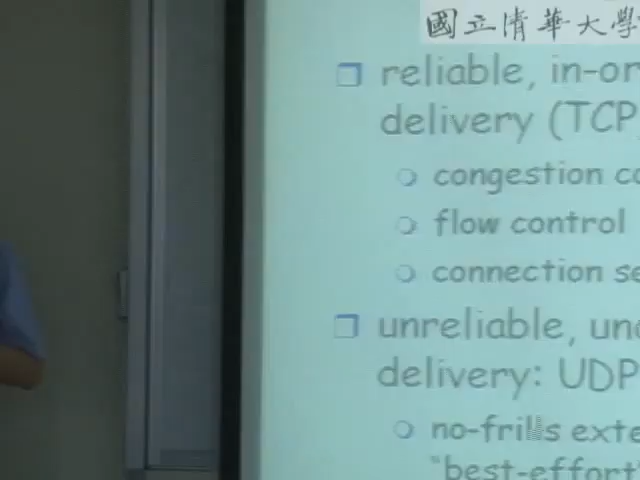 國立清華大學
reliable, in-or
delivery (TCP
congestion co
flow control
connection se
unreliable, uno
delivery: UDP
no-frills exte
"best-effort"